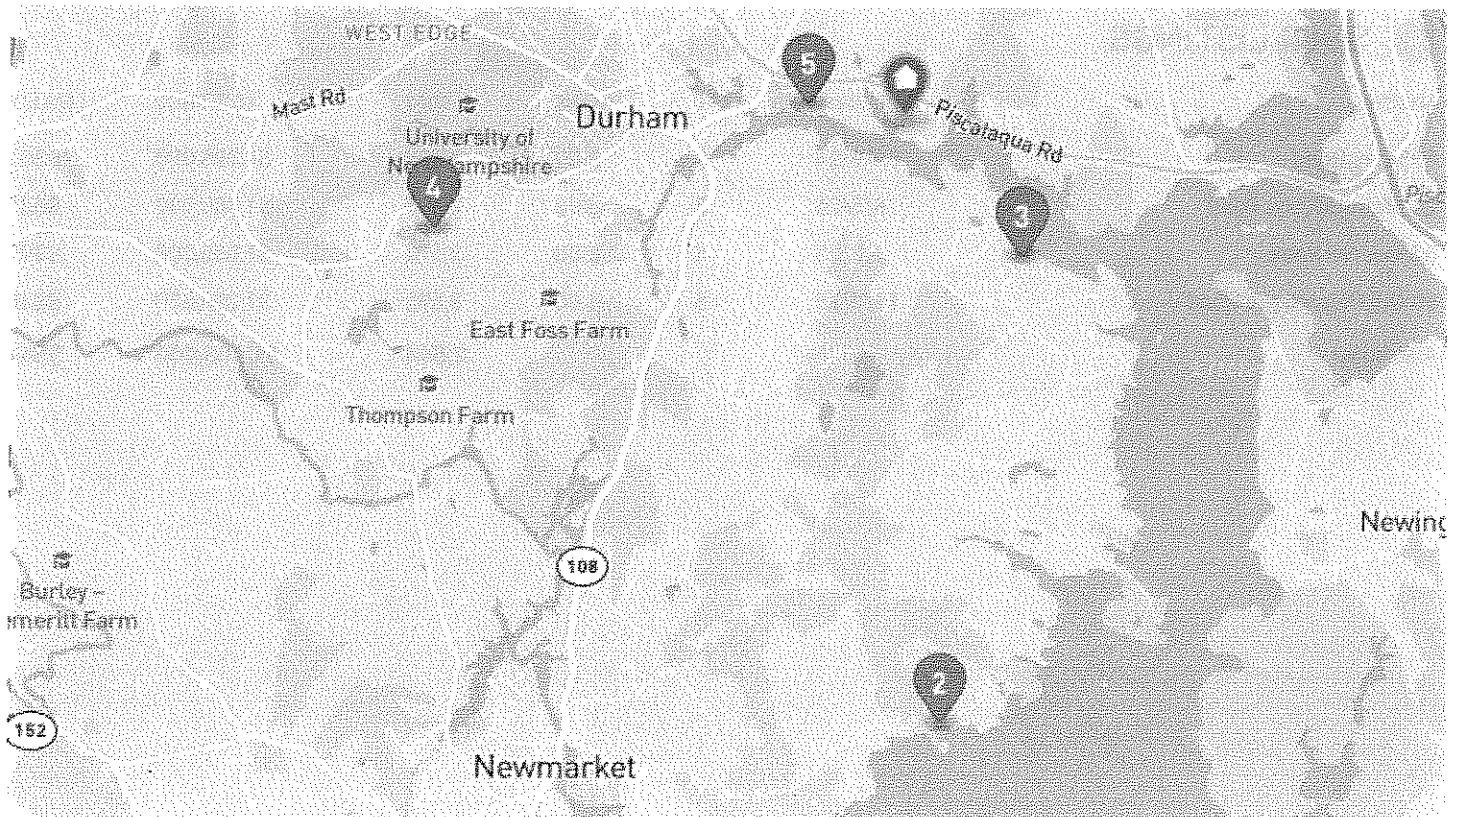 WEST EDGE
5
Mast Rd
Durham
Piscataqua Rd
University of
New Hampshire
4
3
East Foss Farm
Thompson Farm
Newing
108
Burley –
meritt Farm
2
152
Newmarket